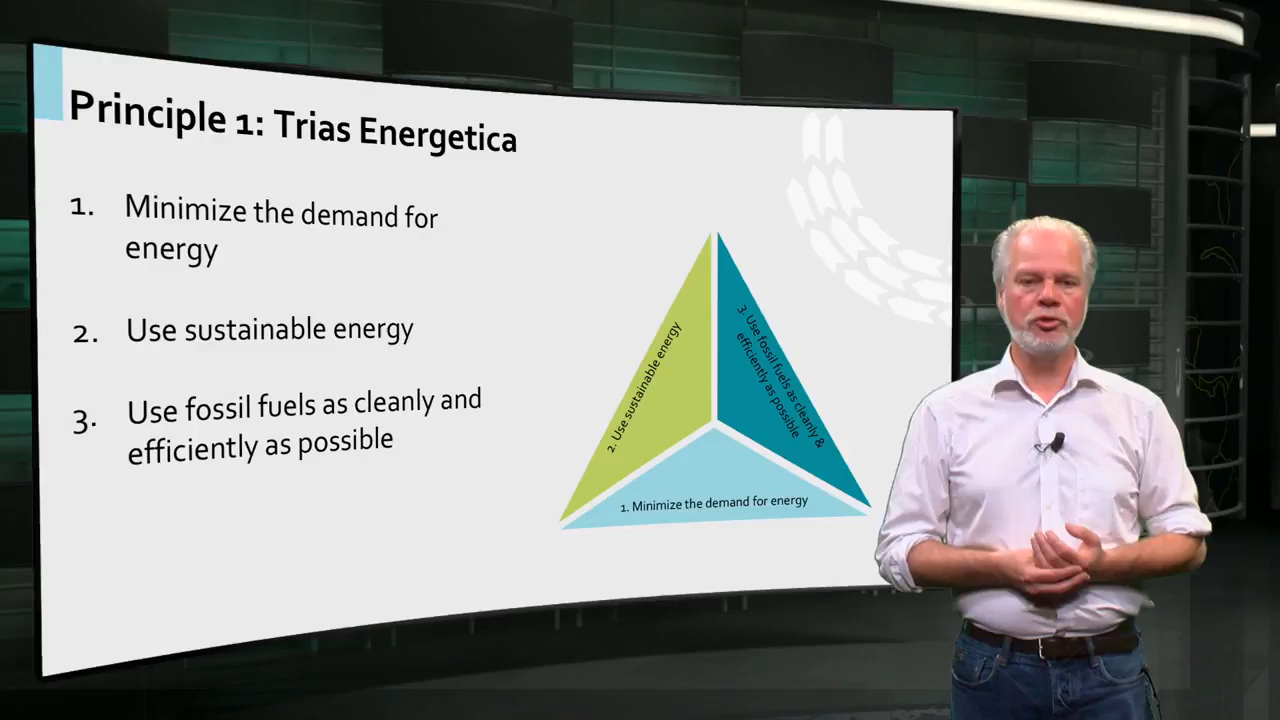 Principle 1: Trias Energetica
1. Minimize the demand for
energy
2. Use sustainable energy
3. Use fossil fuels as cleanly and
efficiently as possible
2. Use sustainable energy
3. Use fossil fuels as cleanly &
efficiently as possible
1. Minimize the demand for energy